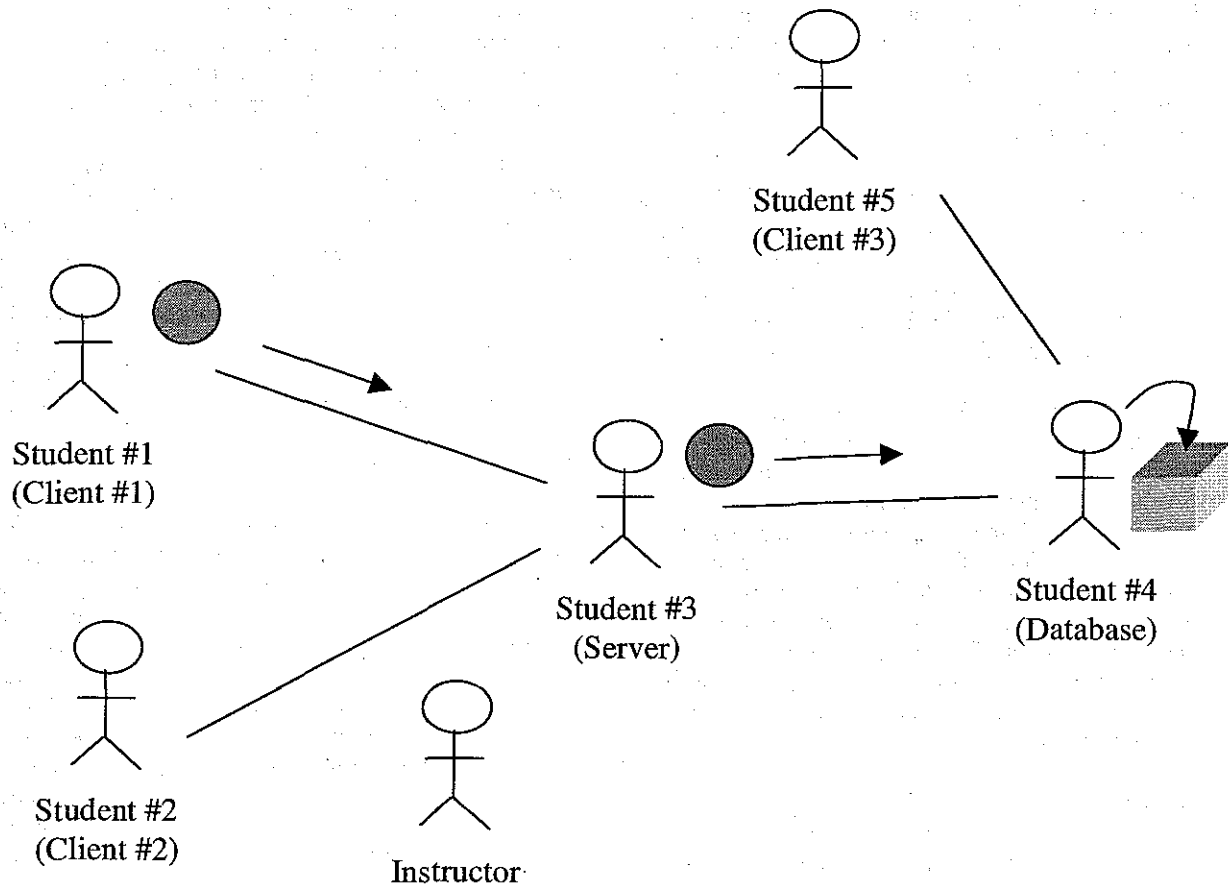 Student #5
(Client #3)
Student #1
(Client #1)
Student #3
(Server)
Student #4
(Database)
Student #2
(Client #2)
Instructor